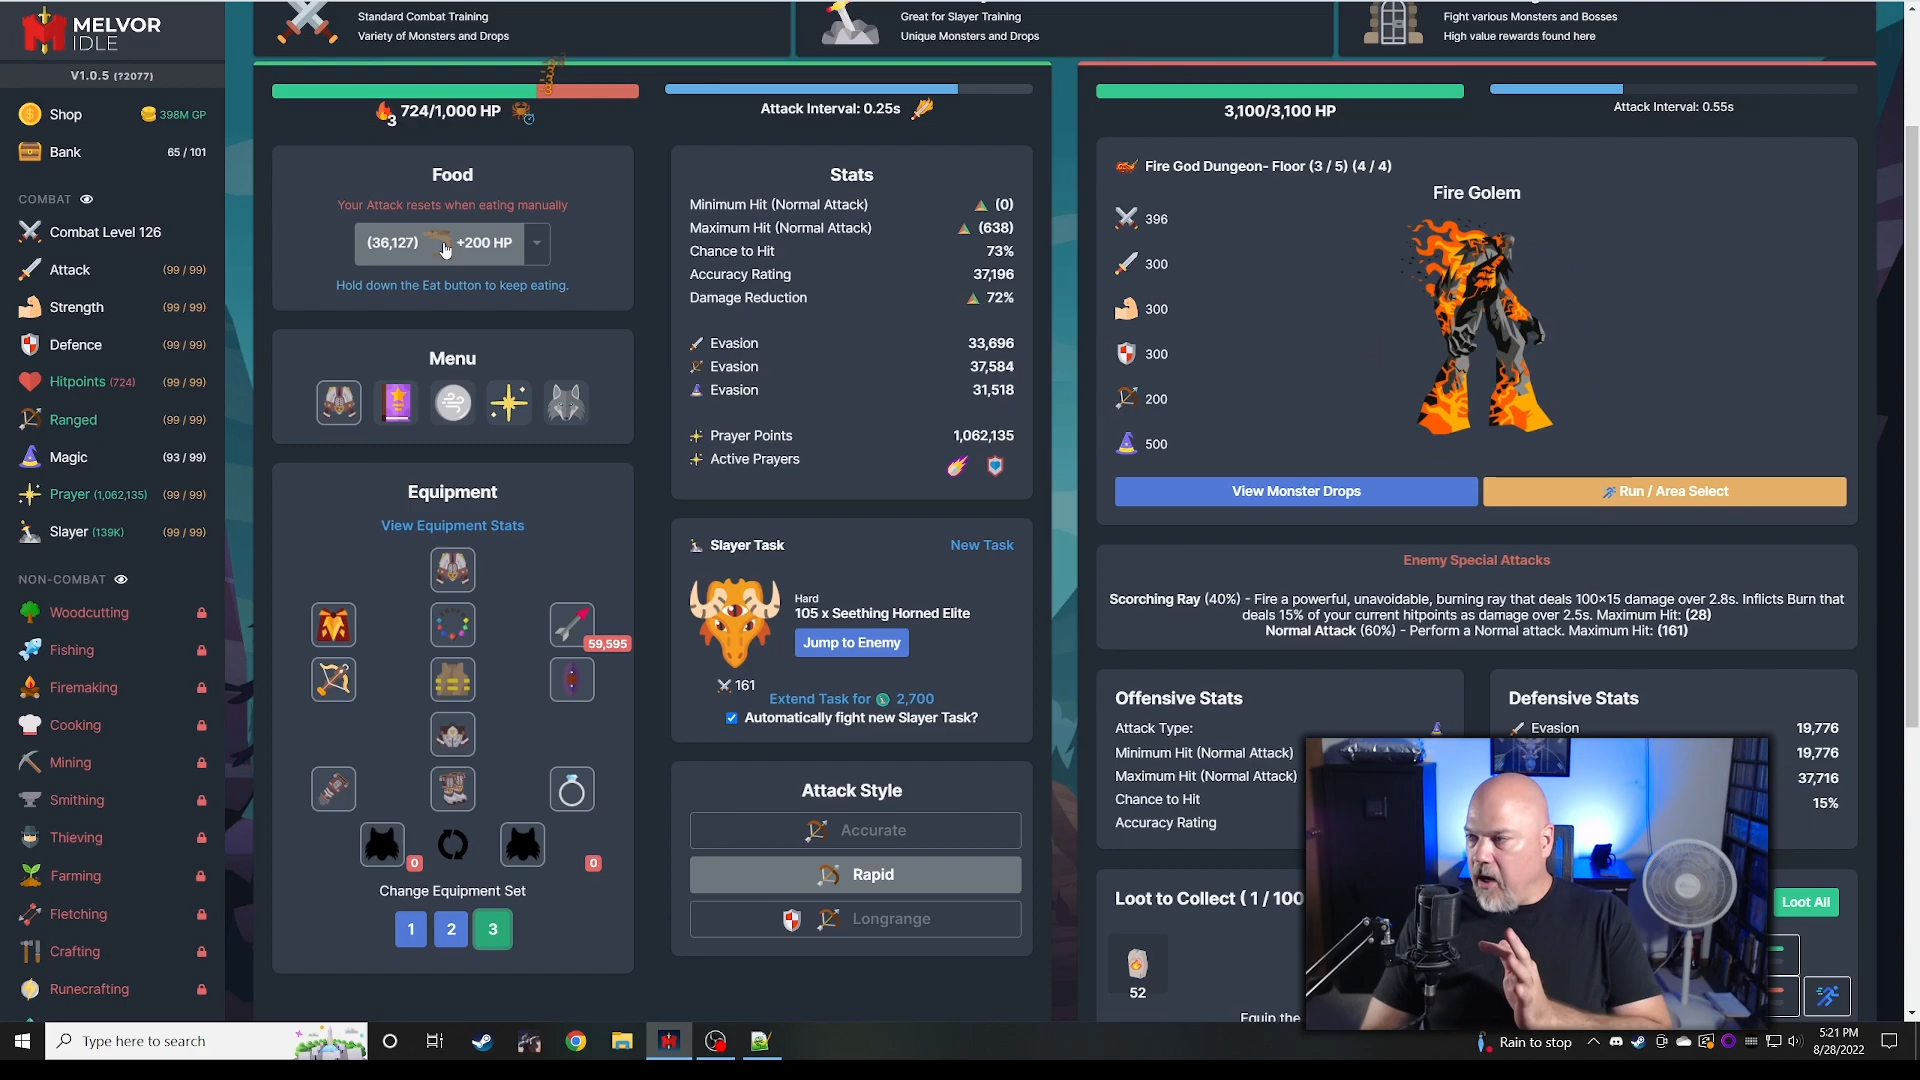 MELVOR
IDLE
V1.0.5 (?2077)
Shop 398M GP
Bank 65 / 101
COMBAT
Combat Level 126
Attack (99 / 99)
Strength (99 / 99)
Defence (99 / 99)
Hitpoints (724) (99 / 99)
Ranged (99 / 99)
Magic (93 / 99)
Prayer (1,062,135) (99 / 99)
Slayer (139K) (99 / 99)
NON-COMBAT
Woodcutting
Fishing
Firemaking
Cooking
Mining
Smithing
Thieving
Farming
Fletching
Crafting
Runecrafting
Standard Combat Training
Variety of Monsters and Drops
Great for Slayer Training
Unique Monsters and Drops
Fight various Monsters and Bosses
High value rewards found here
3 724/1,000 HP
Attack Interval: 0.25s
Food
Your Attack resets when eating manually
(36,127) +200 HP
Hold down the Eat button to keep eating.
Menu
Equipment
View Equipment Stats
59,595
0
0
Change Equipment Set
1 2 3
Stats
Minimum Hit (Normal Attack) (0)
Maximum Hit (Normal Attack) (638)
Chance to Hit 73%
Accuracy Rating 37,196
Damage Reduction 72%
Evasion 33,696
Evasion 37,584
Evasion 31,518
Prayer Points 1,062,135
Active Prayers
Slayer Task New Task
Hard
105 x Seething Horned Elite
Jump to Enemy
161
Extend Task for 2,700
Automatically fight new Slayer Task?
Attack Style
Accurate
Rapid
Longrange
3,100/3,100 HP
Attack Interval: 0.55s
Fire God Dungeon- Floor (3 / 5) (4 / 4)
Fire Golem
396
300
300
300
200
500
View Monster Drops
Run / Area Select
Enemy Special Attacks
Scorching Ray (40%) - Fire a powerful, unavoidable, burning ray that deals 100×15 damage over 2.8s. Inflicts Burn that
deals 15% of your current hitpoints as damage over 2.5s. Maximum Hit: (28)
Normal Attack (60%) - Perform a Normal attack. Maximum Hit: (161)
Offensive Stats
Attack Type:
Minimum Hit (Normal Attack)
Maximum Hit (Normal Attack)
Chance to Hit
Accuracy Rating
Defensive Stats
Evasion 19,776
19,776
37,716
15%
Loot to Collect ( 1 / 100
Loot All
52
Equip the
Type here to search
Rain to stop
5:21 PM
8/28/2022